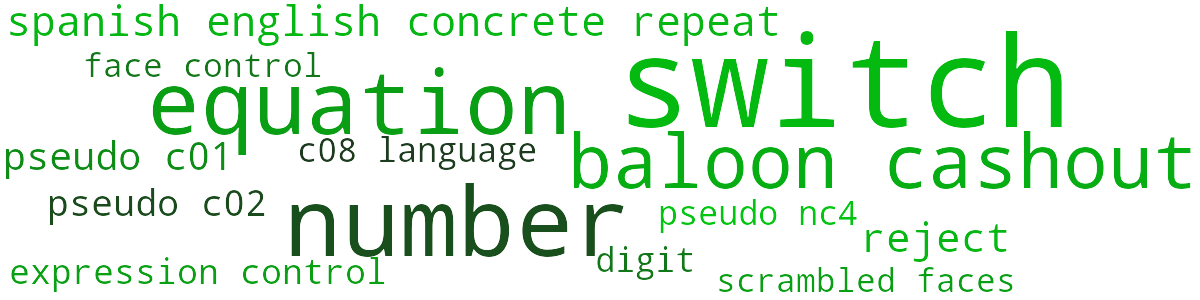 spanish english concrete repeat
switch
face control
equation
pseudo c01
c08 language
baloon cashout
pseudo c02
number
pseudo nc4
reject
digit
expression control
scrambled faces